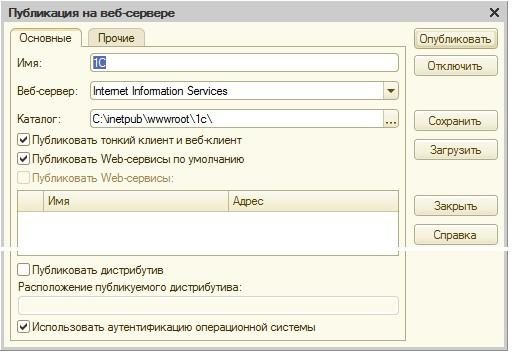 Публикация на веб-сервере
Основные Прочие
Опубликовать
Имя: 1C
Отключить
Веб-сервер: Internet Information Services
Каталог: C:\inetpub\wwwroot\1c\ ...
Сохранить
Публиковать тонкий клиент и веб-клиент
Загрузить
Публиковать Web-сервисы по умолчанию
Публиковать Web-сервисы:
Имя Адрес
Закрыть
Справка
Публиковать дистрибутив
Расположение публикуемого дистрибутива:
Использовать аутентификацию операционной системы